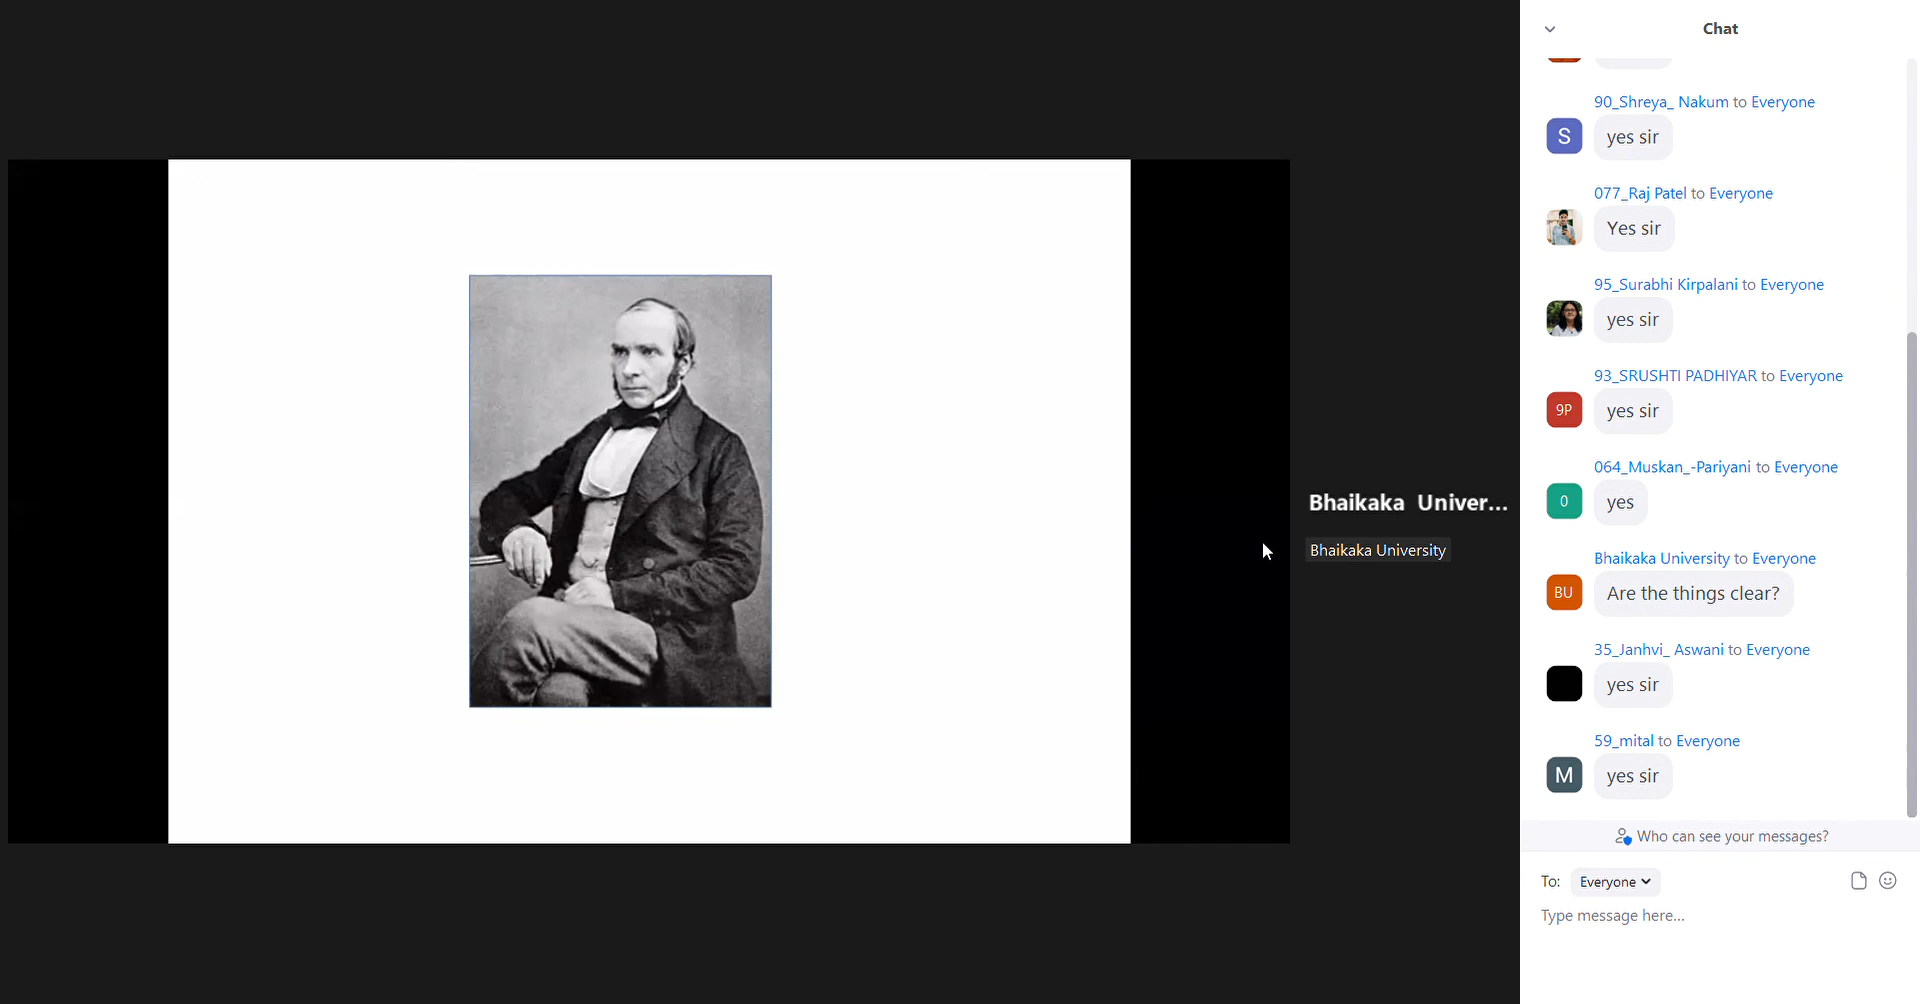 Bhaikaka Univer...
Bhaikaka University
Chat
90_Shreya_ Nakum to Everyone
S
yes sir
077_Raj Patel to Everyone
Yes sir
95_Surabhi Kirpalani to Everyone
yes sir
93_SRUSHTI PADHIYAR to Everyone
9P
yes sir
064_Muskan_-Pariyani to Everyone
0
yes
Bhaikaka University to Everyone
BU
Are the things clear?
35_Janhvi_ Aswani to Everyone
yes sir
59_mital to Everyone
M
yes sir
Who can see your messages?
To: Everyone
Type message here...